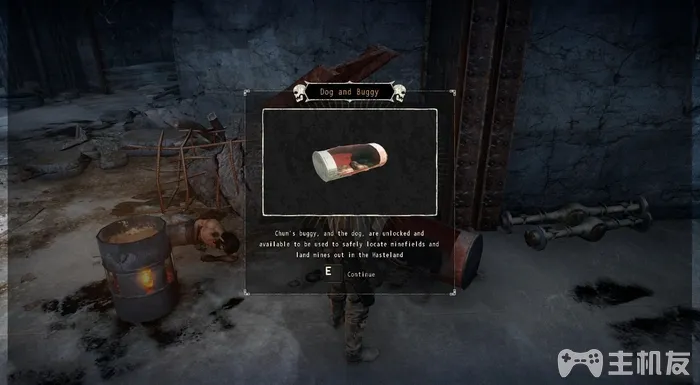 Dog and Buggy
Chum's buggy, and the dog, are unlocked and
available to be used to safely locate minefields and
land mines out in the Wasteland
E Continue
主机友